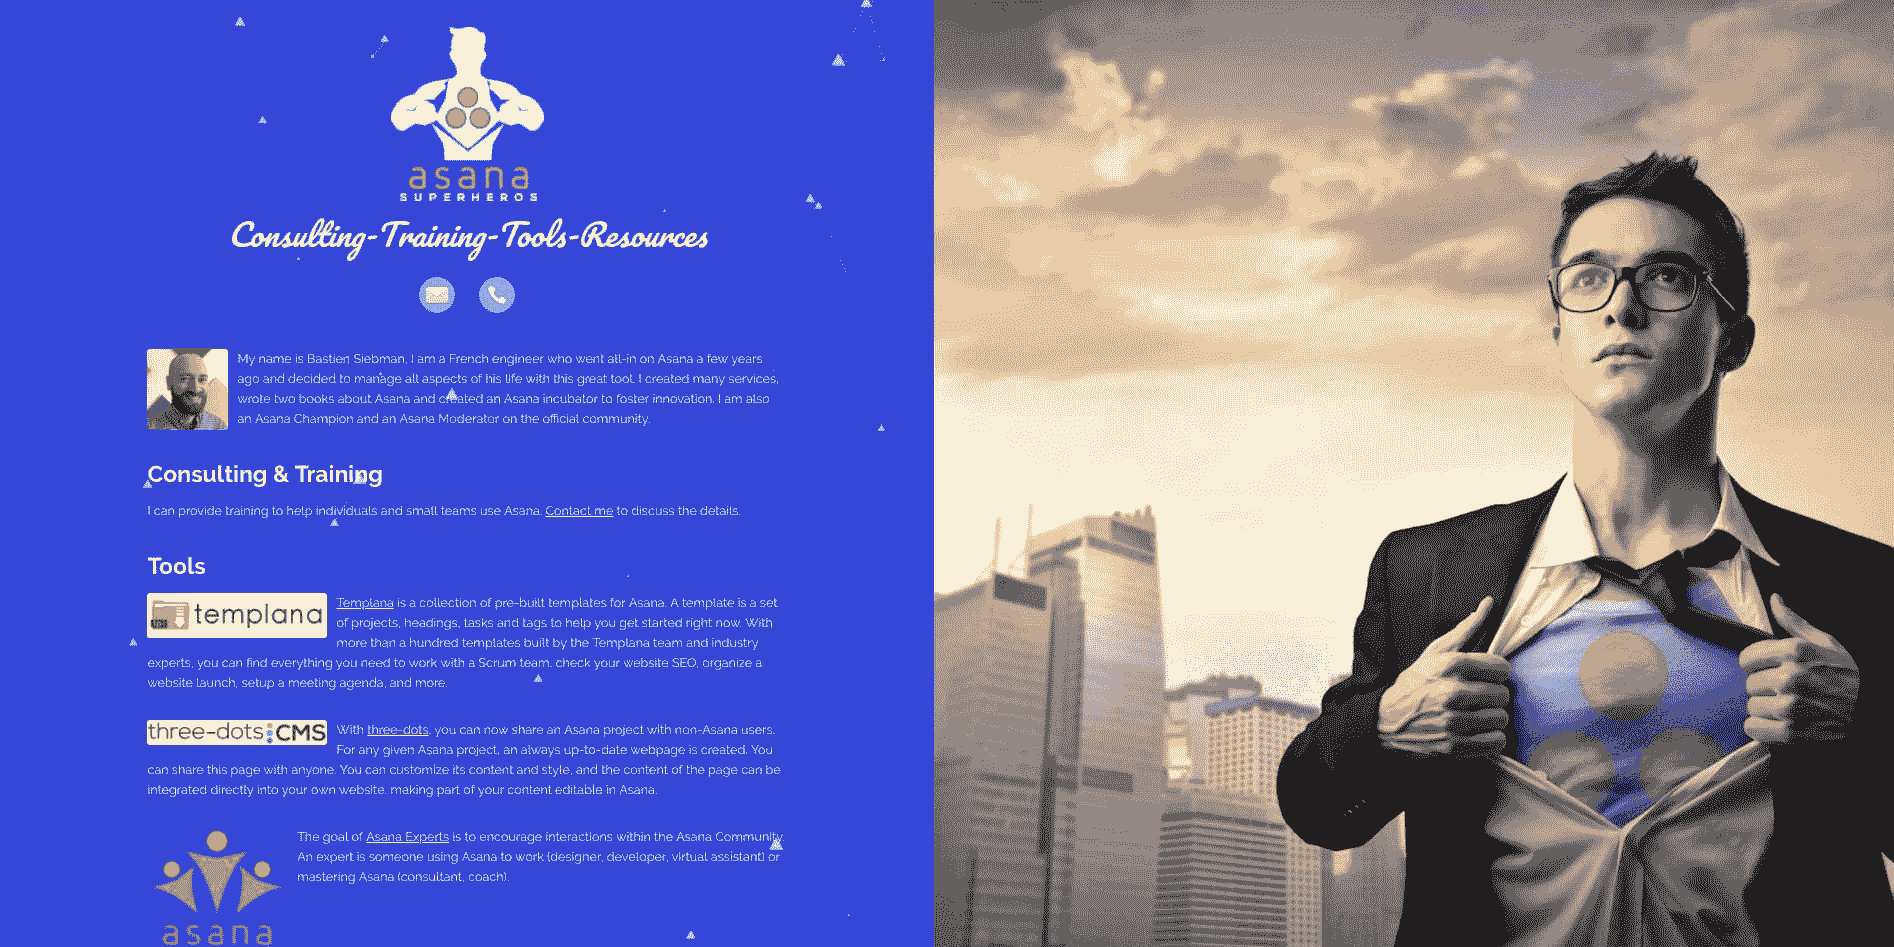 asana
SUPERHEROS
Consulting-Training-Tools-Resources
My name is Bastien Siebman, I am a French engineer who went all-in on Asana a few years
ago and decided to manage all aspects of his life with this great tool. I created many services,
wrote two books about Asana and created an Asana incubator to foster innovation. I am also
an Asana Champion and an Asana Moderator on the official community.
Consulting & Training
I can provide training to help individuals and small teams use Asana. Contact me to discuss the details.
Tools
templana
Templana is a collection of pre-built templates for Asana. A template is a set
of projects, headings, tasks and tags to help you get started right now. With
more than a hundred templates built by the Templana team and industry
experts, you can find everything you need to work with a Scrum team, check your website SEO, organize a
website launch, setup a meeting agenda, and more.
three-dots CMS
With three-dots, you can now share an Asana project with non-Asana users.
For any given Asana project, an always up-to-date webpage is created. You
can share this page with anyone. You can customize its content and style, and the content of the page can be
integrated directly into your own website, making part of your content editable in Asana.
The goal of Asana Experts is to encourage interactions within the Asana Community.
An expert is someone using Asana to work (designer, developer, virtual assistant) or
mastering Asana (consultant, coach).
asana